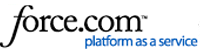 force.com™
platform as a service